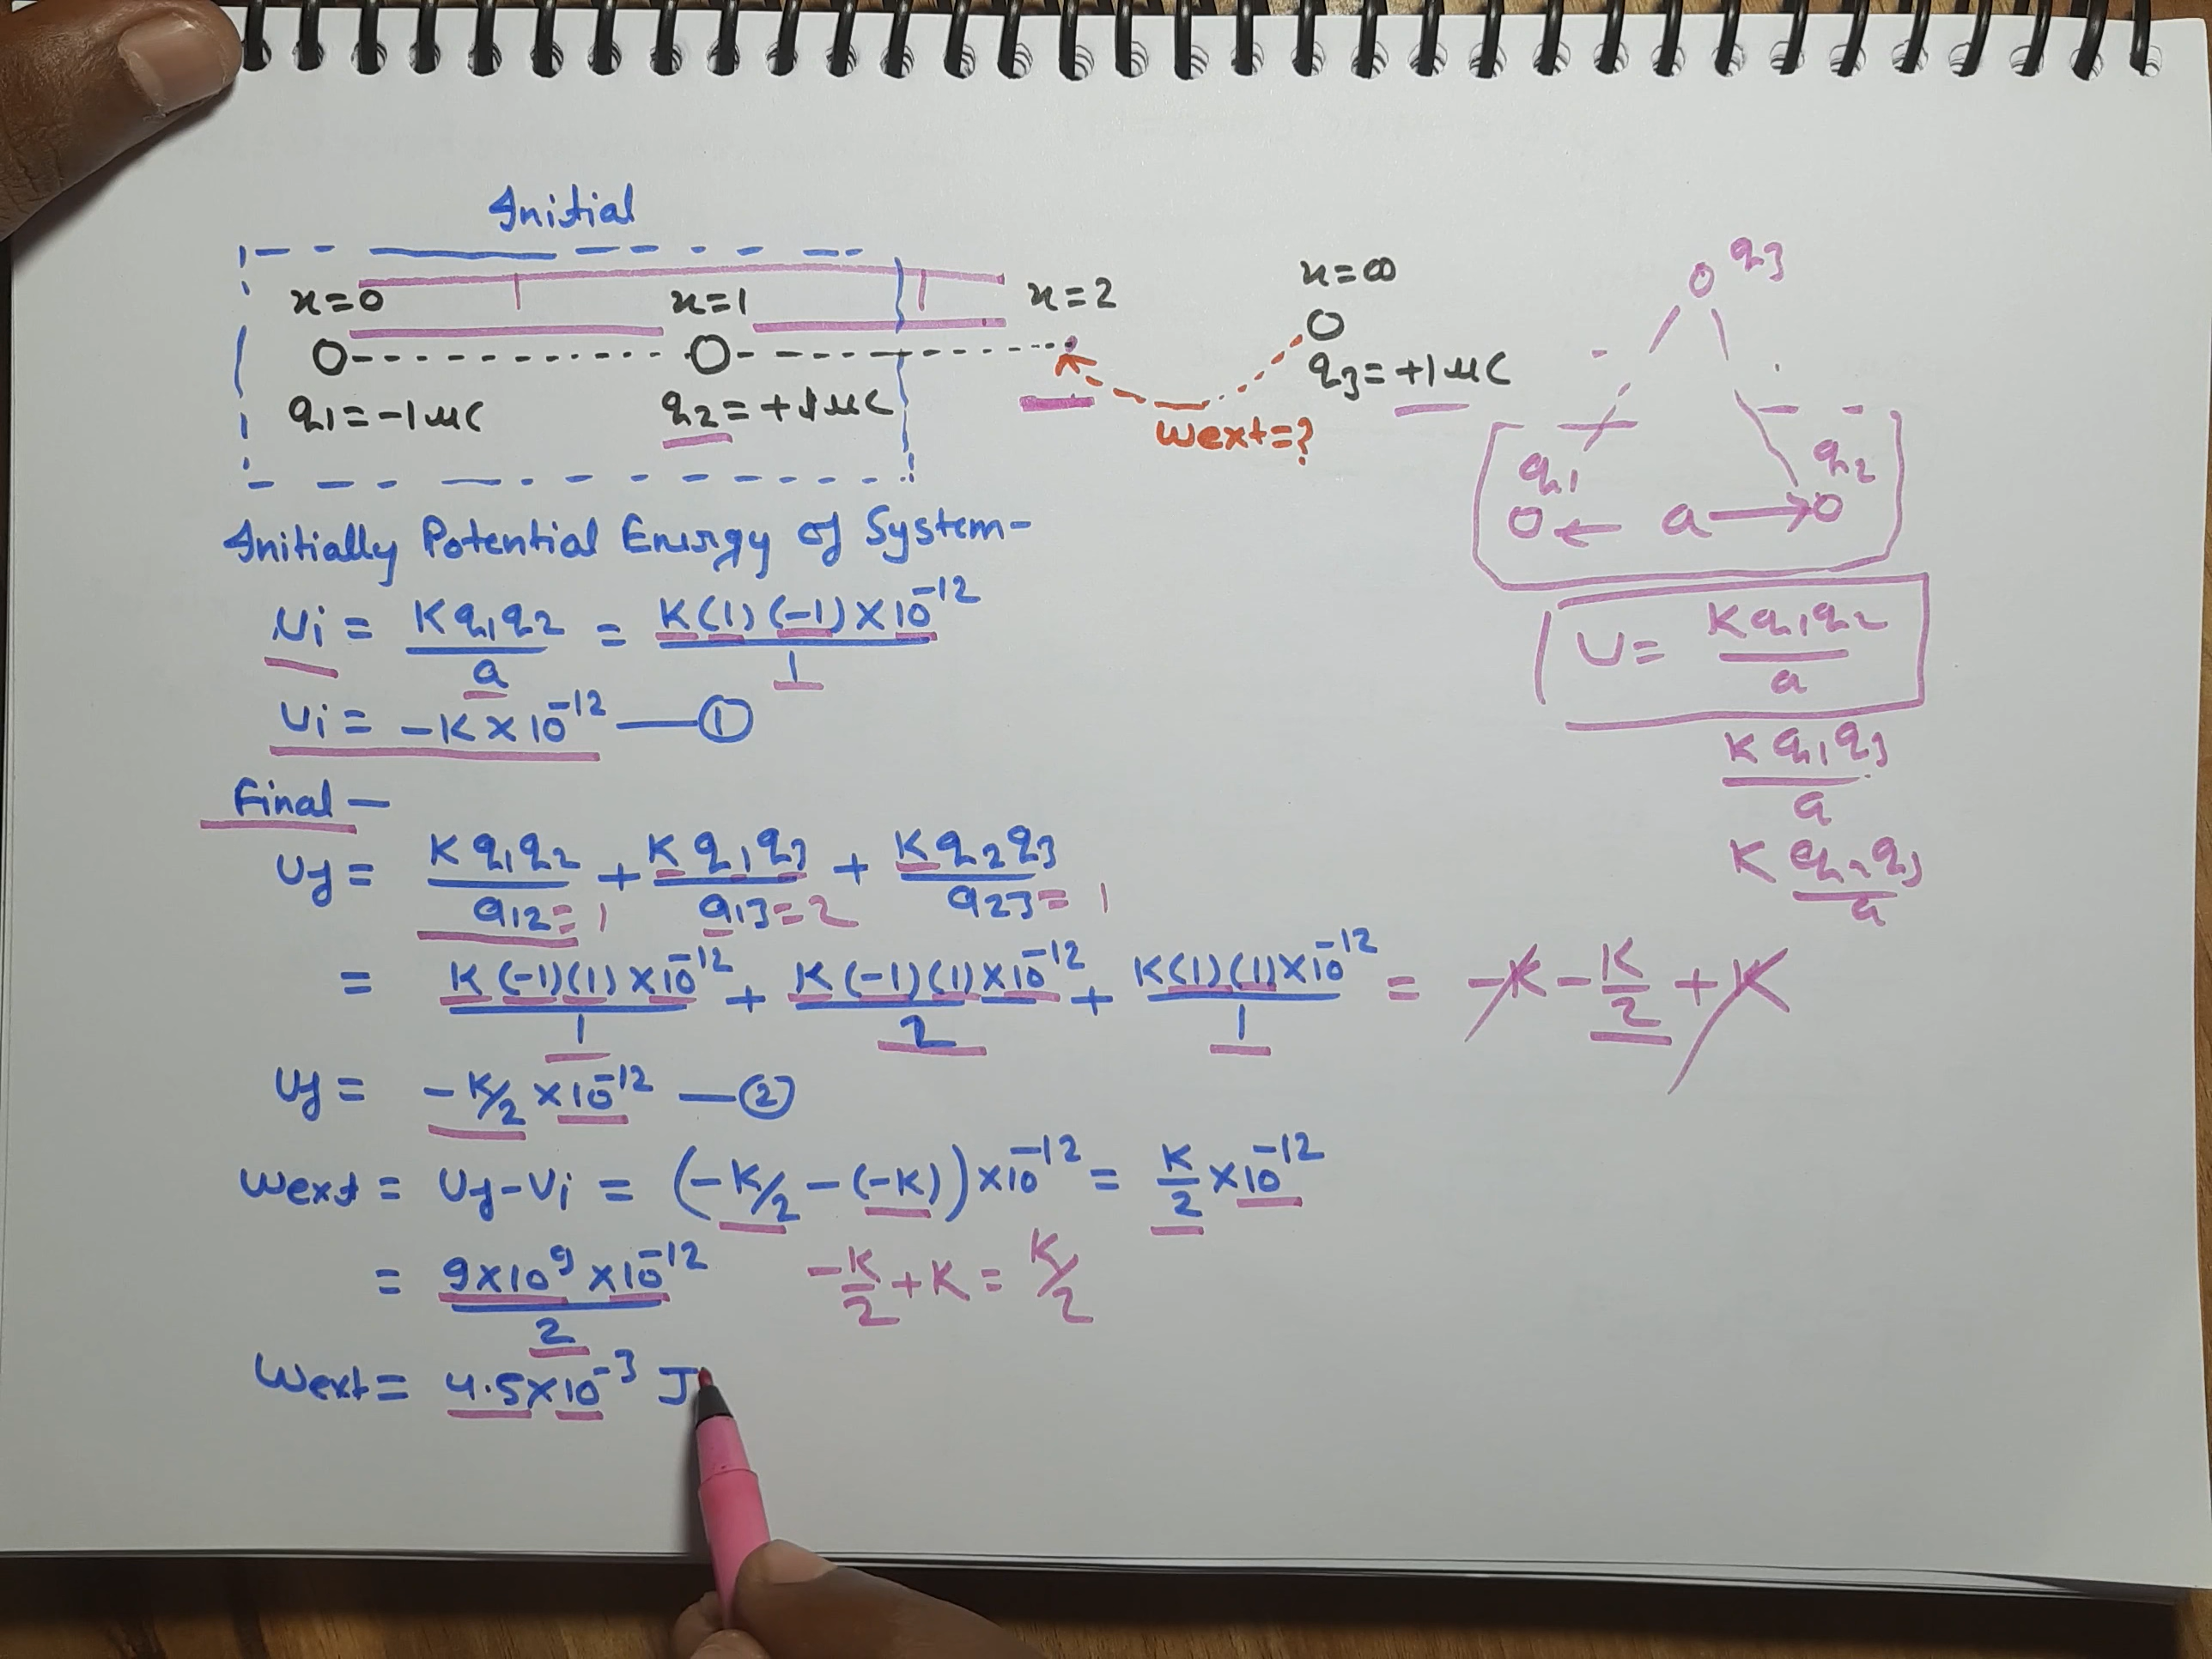 Initial
x=0 x=1 x=2 x=∞
q1=-1μC q2=+1μC q3=+1μC
Wext=?
q3
q1 q2
a
U= Kq1q2/a
Kq1q3/a
Kq2q3/a
Initially Potential Energy of System-
Ui= Kq1q2/a = K(1)(-1)×10^-12/1
Ui= -K×10^-12 —①
Final—
Uf= Kq1q2/a12=1 + Kq1q3/a13=2 + Kq2q3/a23=1
= K(-1)(1)×10^-12/1 + K(-1)(1)×10^-12/2 + K(1)(1)×10^-12/1 = -K-K/2+K
Uf= -K/2×10^-12 —②
Wext= Uf-Ui = (-K/2-(-K))×10^-12 = K/2×10^-12
= 9×10^9×10^-12/2 -K/2+K=K/2
Wext= 4.5×10^-3 J